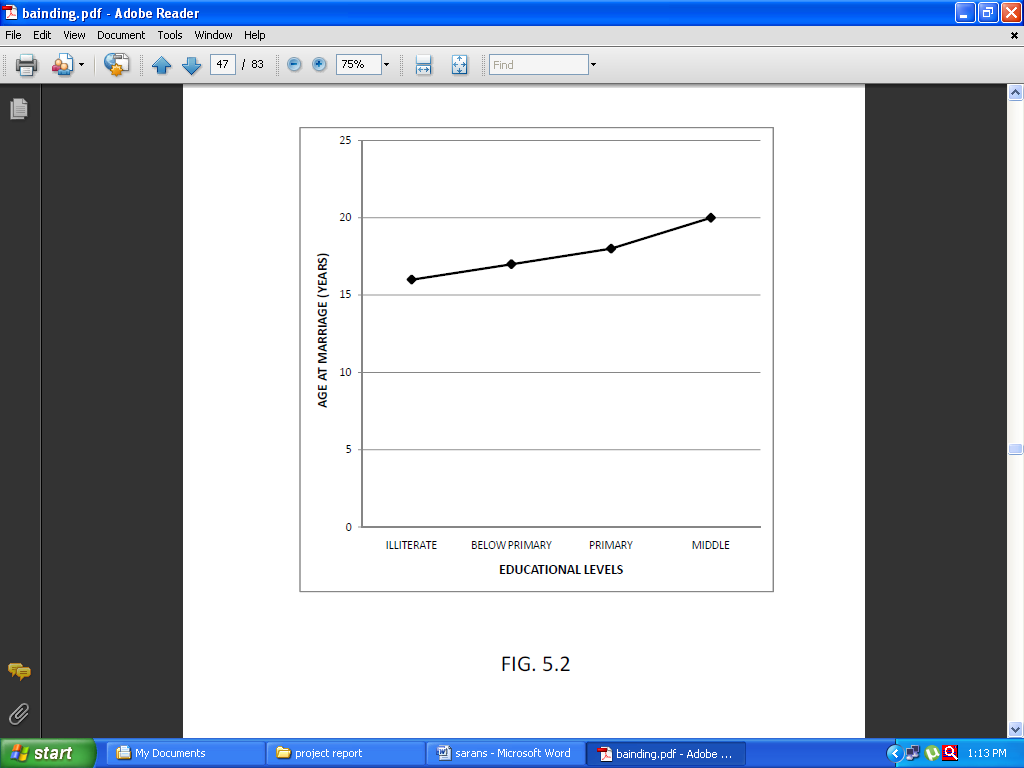 bainding.pdf - Adobe Reader
File Edit View Document Tools Window Help
47 / 83 75% Find
25
20
15
10
5
0
AGE AT MARRIAGE (YEARS)
ILLITERATE BELOW PRIMARY PRIMARY MIDDLE
EDUCATIONAL LEVELS
FIG. 5.2
start My Documents project report sarans - Microsoft Word bainding.pdf - Adobe ... 1:13 PM